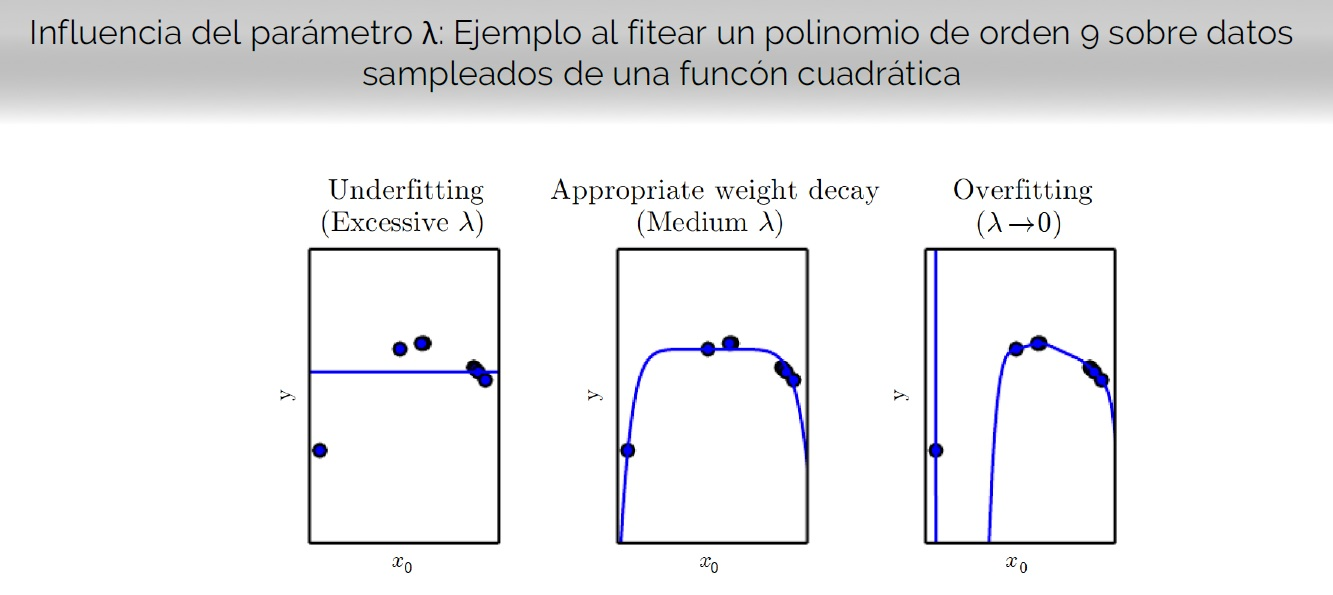 Influencia del parámetro λ: Ejemplo al fitear un polinomio de orden 9 sobre datos
sampleados de una funcón cuadrática
Underfitting
(Excessive λ)
Appropriate weight decay
(Medium λ)
Overfitting
(λ→0)
y
x₀
y
x₀
y
x₀